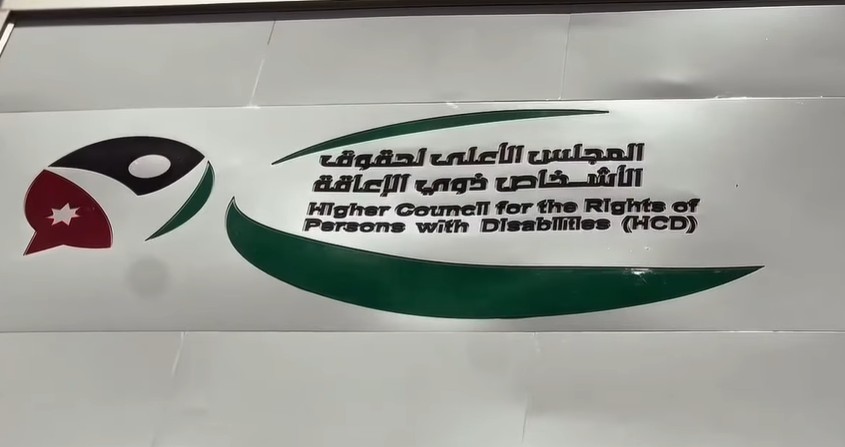 المجلس الأعلى لحقوق
الأشخاص ذوي الإعاقة
Higher Council for the Rights of
Persons with Disabilities (HCD)